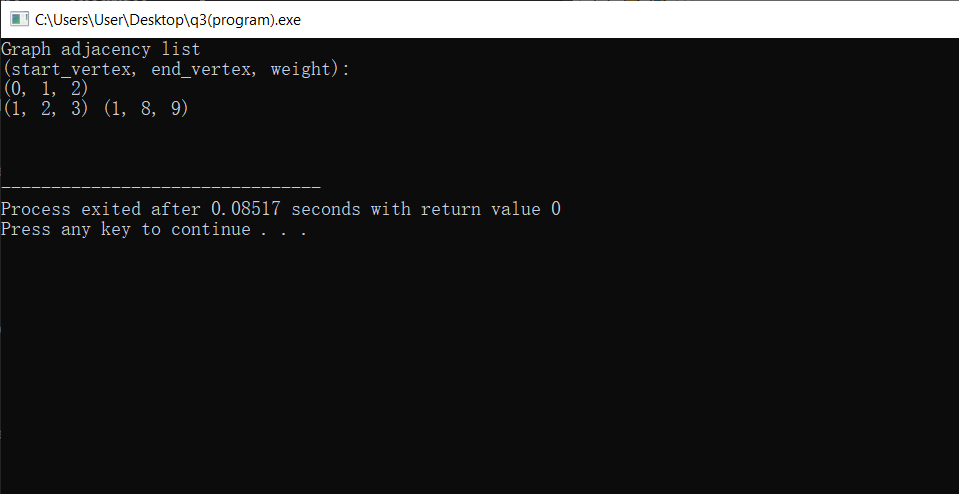 C:\Users\User\Desktop\q3(program).exe
Graph adjacency list
(start_vertex, end_vertex, weight):
(0, 1, 2)
(1, 2, 3) (1, 8, 9)
--------------------------------
Process exited after 0.08517 seconds with return value 0
Press any key to continue . . .